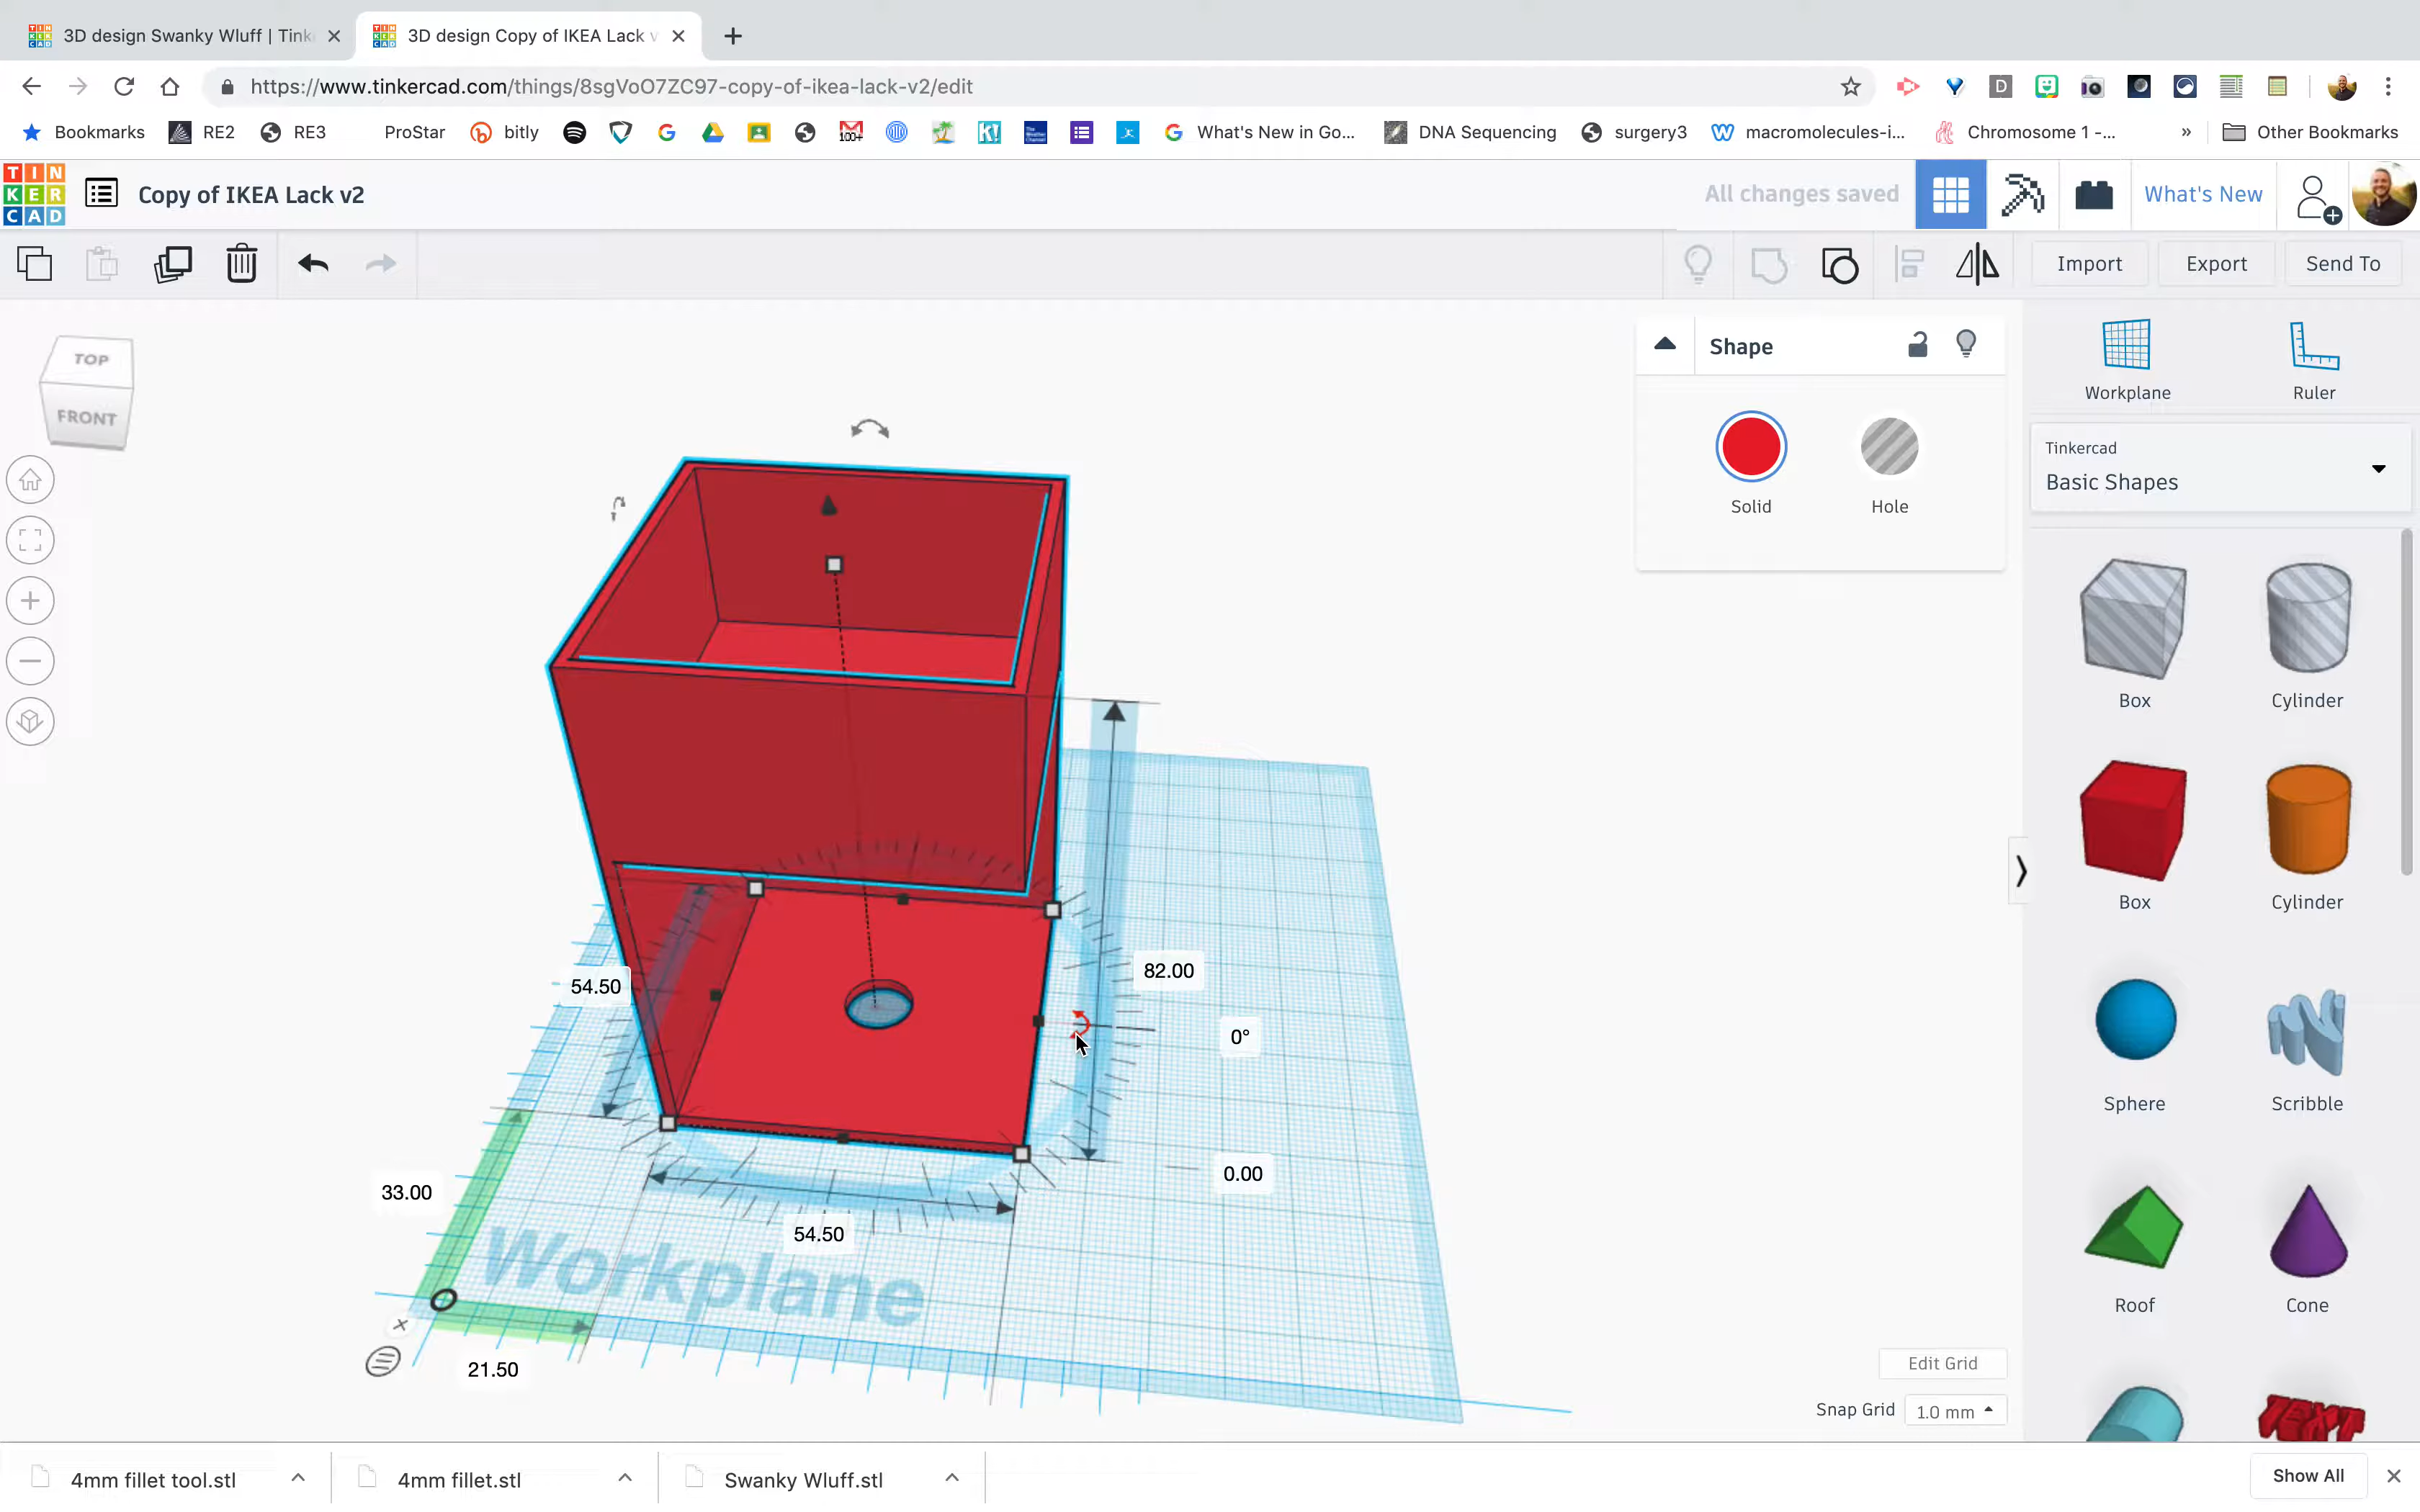 3D design Swanky Wluff | Tink
3D design Copy of IKEA Lack v
https://www.tinkercad.com/things/8sgVoO7ZC97-copy-of-ikea-lack-v2/edit
Bookmarks RE2 RE3 ProStar bitly 100+ What's New in Go... DNA Sequencing surgery3 macromolecules-i... Chromosome 1 -... » Other Bookmarks
TIN
KER
CAD
Copy of IKEA Lack v2
All changes saved
What's New
Import Export Send To
TOP
FRONT
Shape
Solid
Hole
Workplane
Ruler
Tinkercad
Basic Shapes
Box
Cylinder
Box
Cylinder
Sphere
Scribble
Roof
Cone
TEXT
54.50
82.00
0°
0.00
33.00
54.50
21.50
Workplane
Edit Grid
Snap Grid 1.0 mm
4mm fillet tool.stl
4mm fillet.stl
Swanky Wluff.stl
Show All